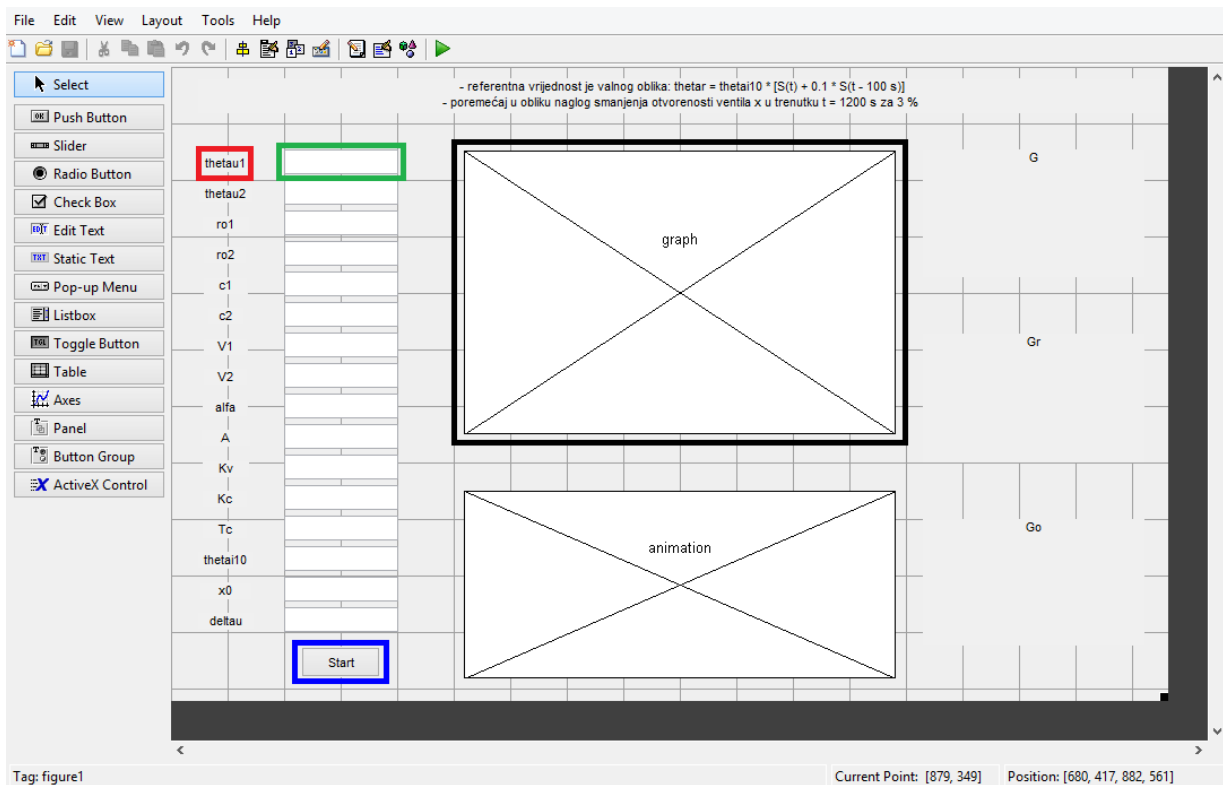 File Edit View Layout Tools Help
Select
Push Button
Slider
Radio Button
Check Box
Edit Text
Static Text
Pop-up Menu
Listbox
Toggle Button
Table
Axes
Panel
Button Group
ActiveX Control
- referentna vrijednost je valnog oblika: thetar = thetai10 * [S(t) + 0.1 * S(t - 100 s)]
- poremećaj u obliku naglog smanjenja otvorenosti ventila x u trenutku t = 1200 s za 3 %
thetau1
thetau2
ro1
ro2
c1
c2
V1
V2
alfa
A
Kv
Kc
Tc
thetai10
x0
deltau
Start
graph
animation
G
Gr
Go
Tag: figure1
Current Point: [879, 349] Position: [680, 417, 882, 561]